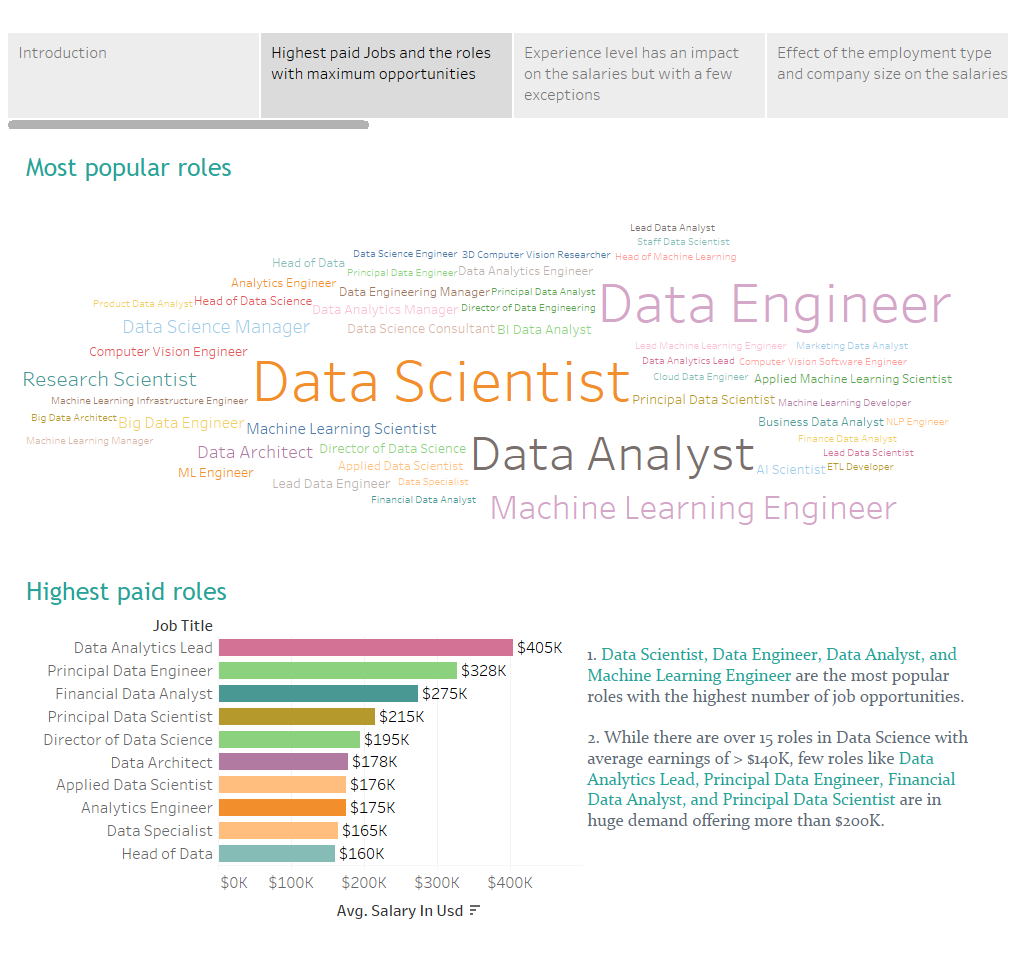 Introduction
Highest paid Jobs and the roles
with maximum opportunities
Experience level has an impact
on the salaries but with a few
exceptions
Effect of the employment type
and company size on the salaries
Most popular roles
Lead Data Analyst
Staff Data Scientist
Data Science Engineer 3D Computer Vision Researcher Head of Machine Learning
Head of Data Principal Data Engineer Data Analytics Engineer
Analytics Engineer Data Engineering Manager Principal Data Analyst
Product Data Analyst Head of Data Science Data Analytics Manager Director of Data Engineering Data Engineer
Data Science Manager Data Science Consultant BI Data Analyst
Lead Machine Learning Engineer Marketing Data Analyst
Computer Vision Engineer Data Analytics Lead Computer Vision Software Engineer
Research Scientist Data Scientist Cloud Data Engineer Applied Machine Learning Scientist
Machine Learning Infrastructure Engineer Principal Data Scientist Machine Learning Developer
Big Data Architect Big Data Engineer Machine Learning Scientist Business Data Analyst NLP Engineer
Machine Learning Manager Finance Data Analyst
Data Architect Director of Data Science Data Analyst Lead Data Scientist
ML Engineer Applied Data Scientist AI Scientist ETL Developer
Lead Data Engineer Data Specialist
Financial Data Analyst Machine Learning Engineer
Highest paid roles
Job Title
Data Analytics Lead $405K
Principal Data Engineer $328K
Financial Data Analyst $275K
Principal Data Scientist $215K
Director of Data Science $195K
Data Architect $178K
Applied Data Scientist $176K
Analytics Engineer $175K
Data Specialist $165K
Head of Data $160K
$0K $100K $200K $300K $400K
Avg. Salary In Usd
1. Data Scientist, Data Engineer, Data Analyst, and
Machine Learning Engineer are the most popular
roles with the highest number of job opportunities.
2. While there are over 15 roles in Data Science with
average earnings of > $140K, few roles like Data
Analytics Lead, Principal Data Engineer, Financial
Data Analyst, and Principal Data Scientist are in
huge demand offering more than $200K.